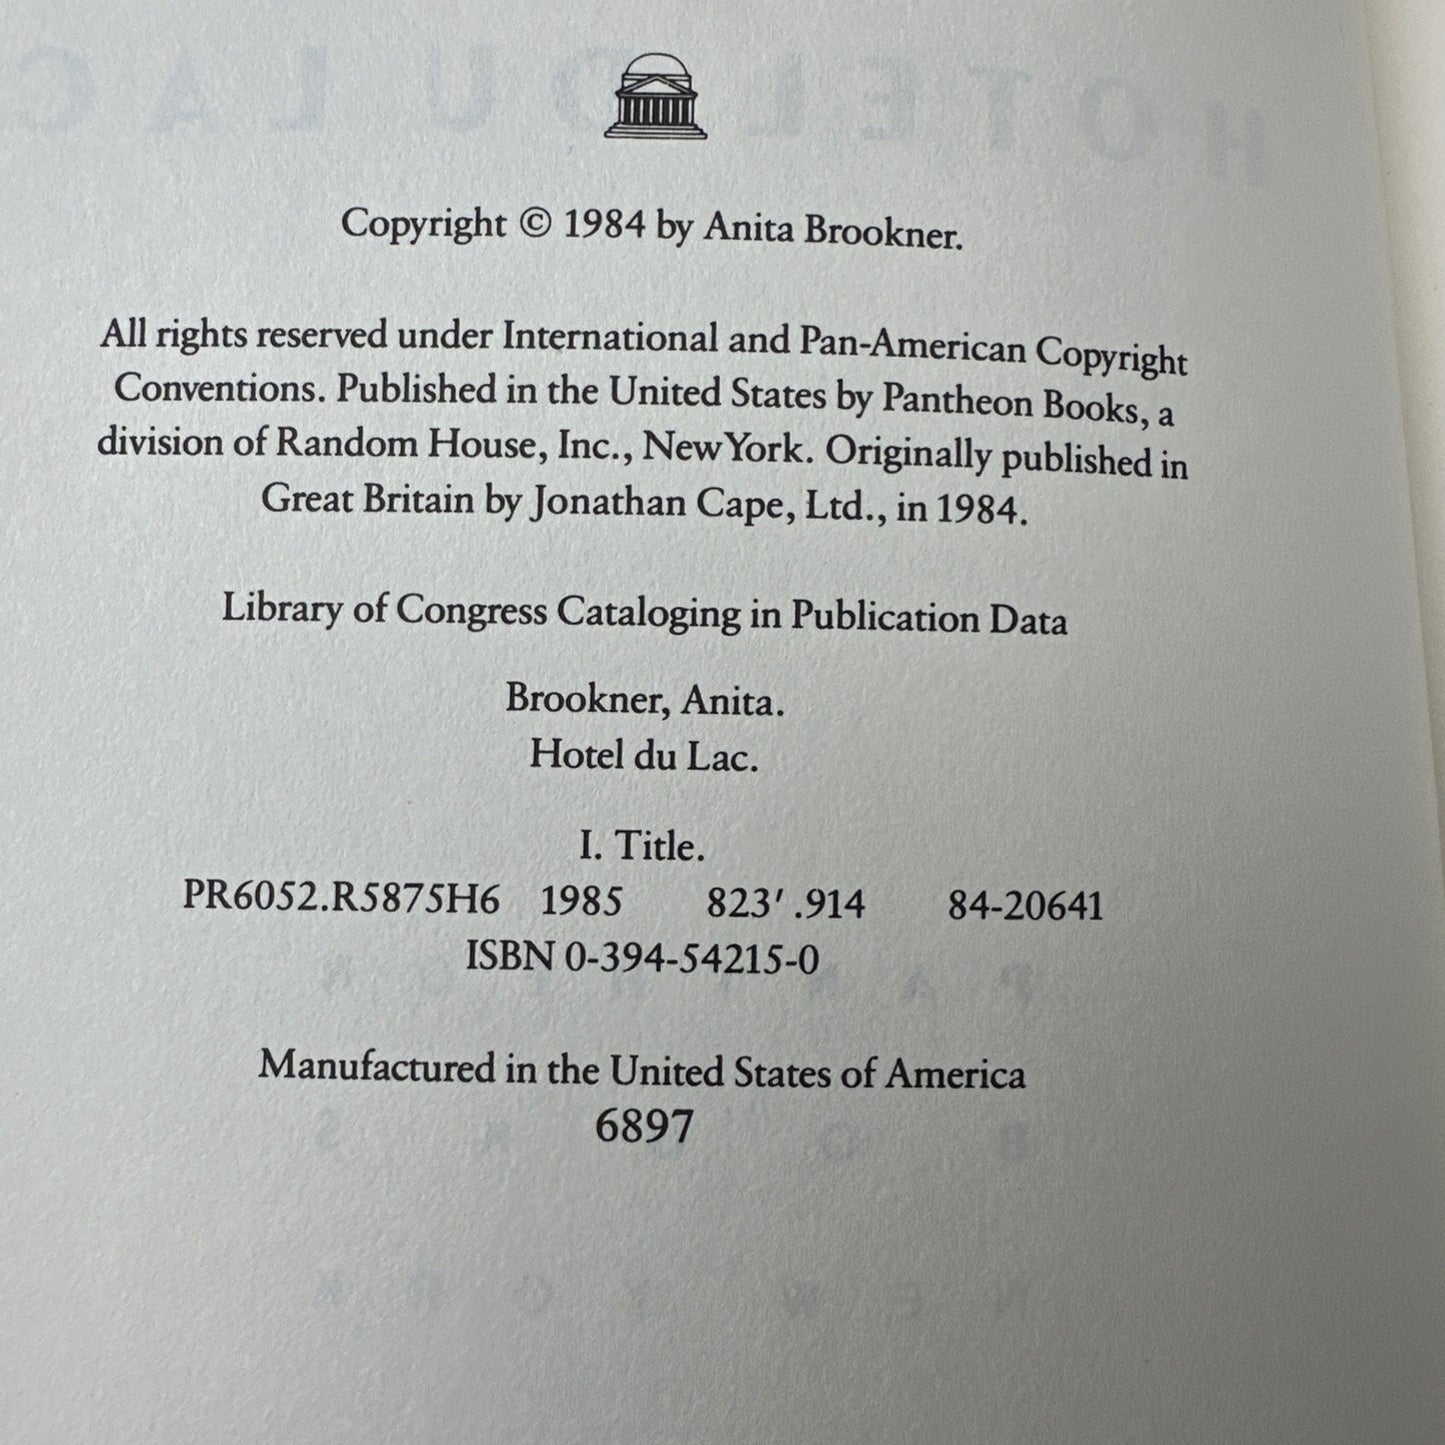 Copyright © 1984 by Anita Brookner.
All rights reserved under International and Pan-American Copyright
Conventions. Published in the United States by Pantheon Books, a
division of Random House, Inc., New York. Originally published in
Great Britain by Jonathan Cape, Ltd., in 1984.
Library of Congress Cataloging in Publication Data
Brookner, Anita.
Hotel du Lac.
I. Title.
PR6052.R5875H6 1985 823′.914 84-20641
ISBN 0-394-54215-0
Manufactured in the United States of America
6897